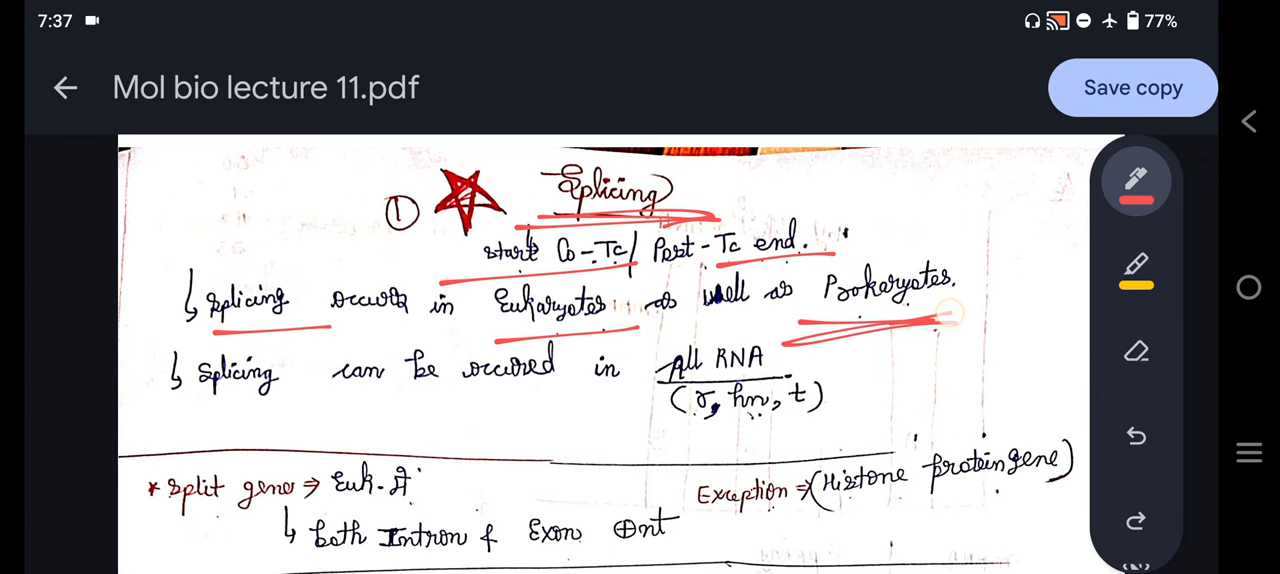 7:37
77%
Mol bio lecture 11.pdf
Save copy
① Splicing
start Co-Tc/ Post-Tc end.
↳ Splicing occurs in Eukaryotes as well as Prokaryotes.
↳ Splicing can be occured in All RNA
(r, hn, t)
* Split gene ⇒ Euk. में
Exception ⇒ (Histone protein gene)
↳ both Intron & Exon ⊕nt